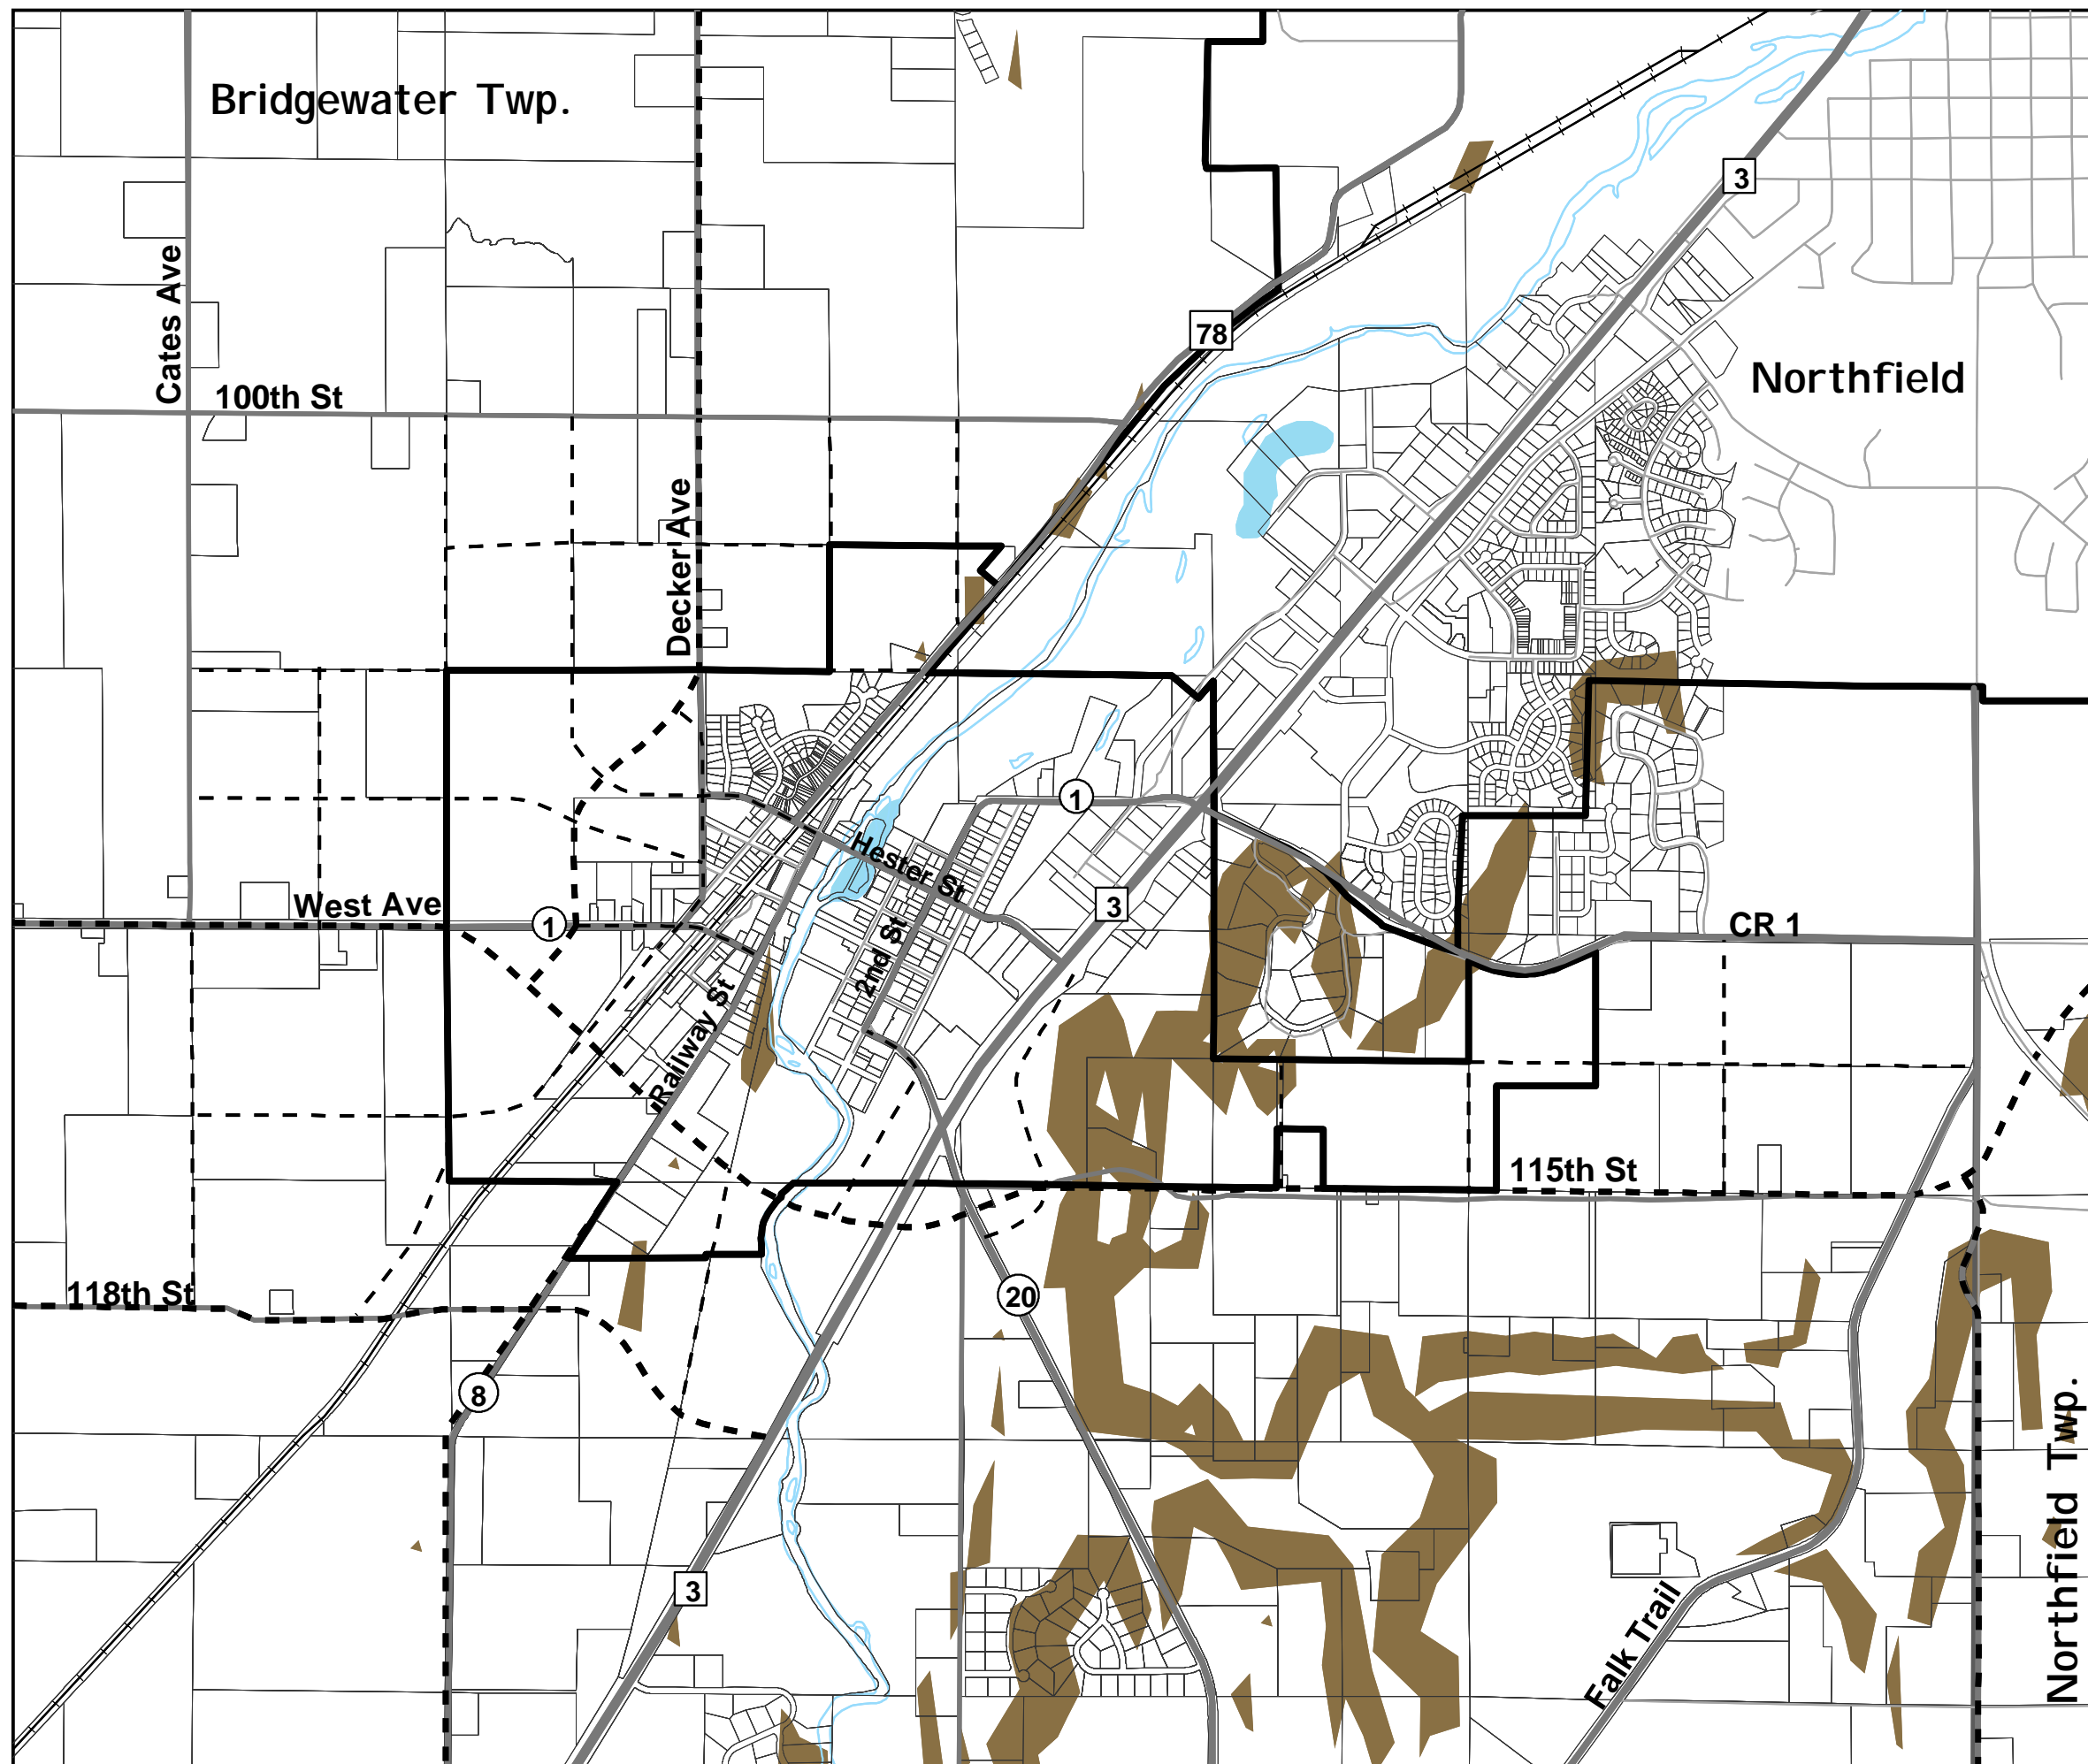 Bridgewater Twp.
3
Cates Ave
78
Northfield
100th St
Decker Ave
1
Hester St
West Ave
1
3
2nd St
CR 1
Railway St
115th St
118th St
20
8
Northfield Twp.
3
Falk Trail